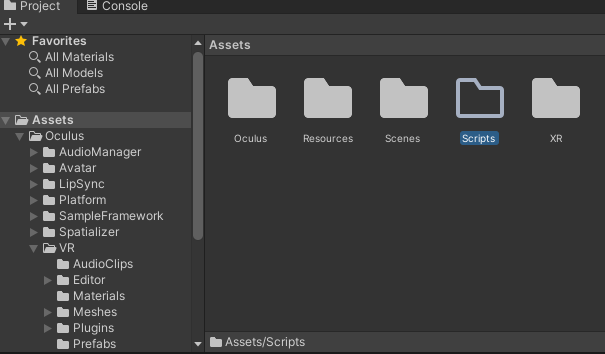 Project
Console
Favorites
All Materials
All Models
All Prefabs
Assets
Oculus
AudioManager
Avatar
LipSync
Platform
SampleFramework
Spatializer
VR
AudioClips
Editor
Materials
Meshes
Plugins
Prefabs
Assets
Oculus
Resources
Scenes
Scripts
XR
Assets/Scripts